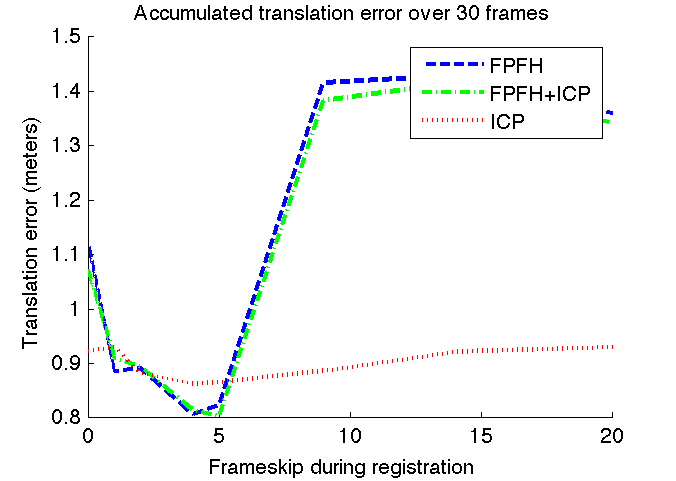 Accumulated translation error over 30 frames
1.5
1.4
1.3
1.2
1.1
1
0.9
0.8
Translation error (meters)
FPFH
FPFH+ICP
ICP
0
5
10
15
20
Frameskip during registration